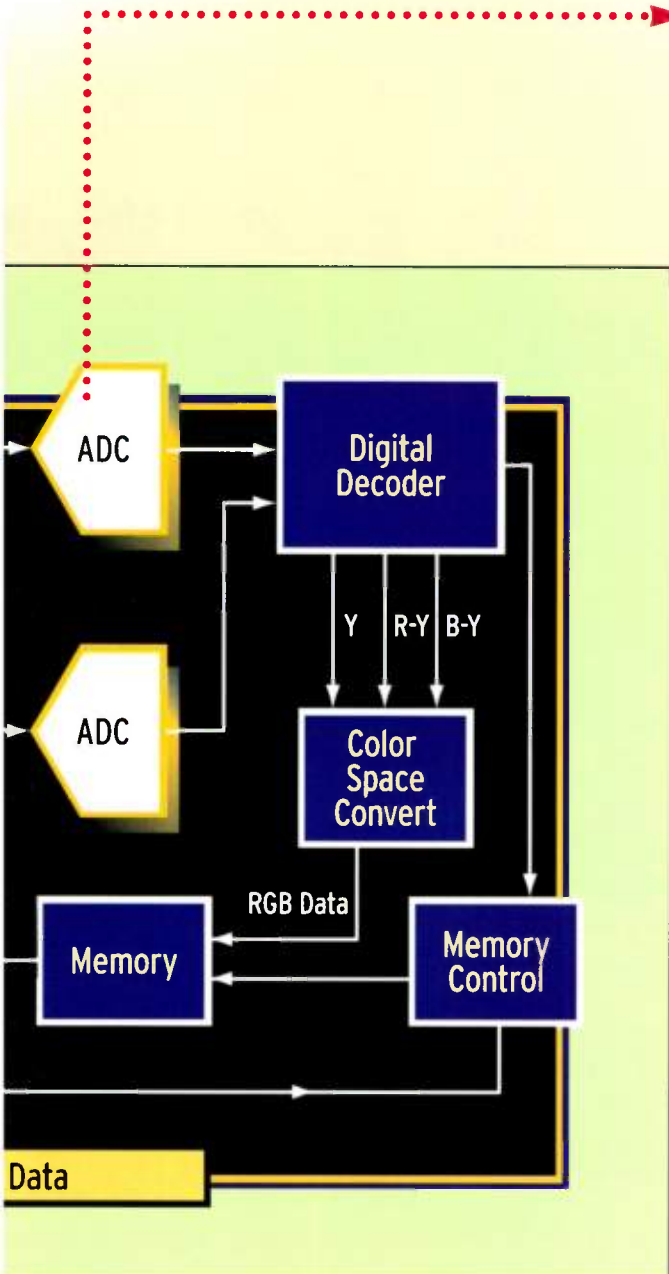 ADC
Digital
Decoder
Y
R-Y
B-Y
ADC
Color
Space
Convert
RGB Data
Memory
Memory
Control
Data